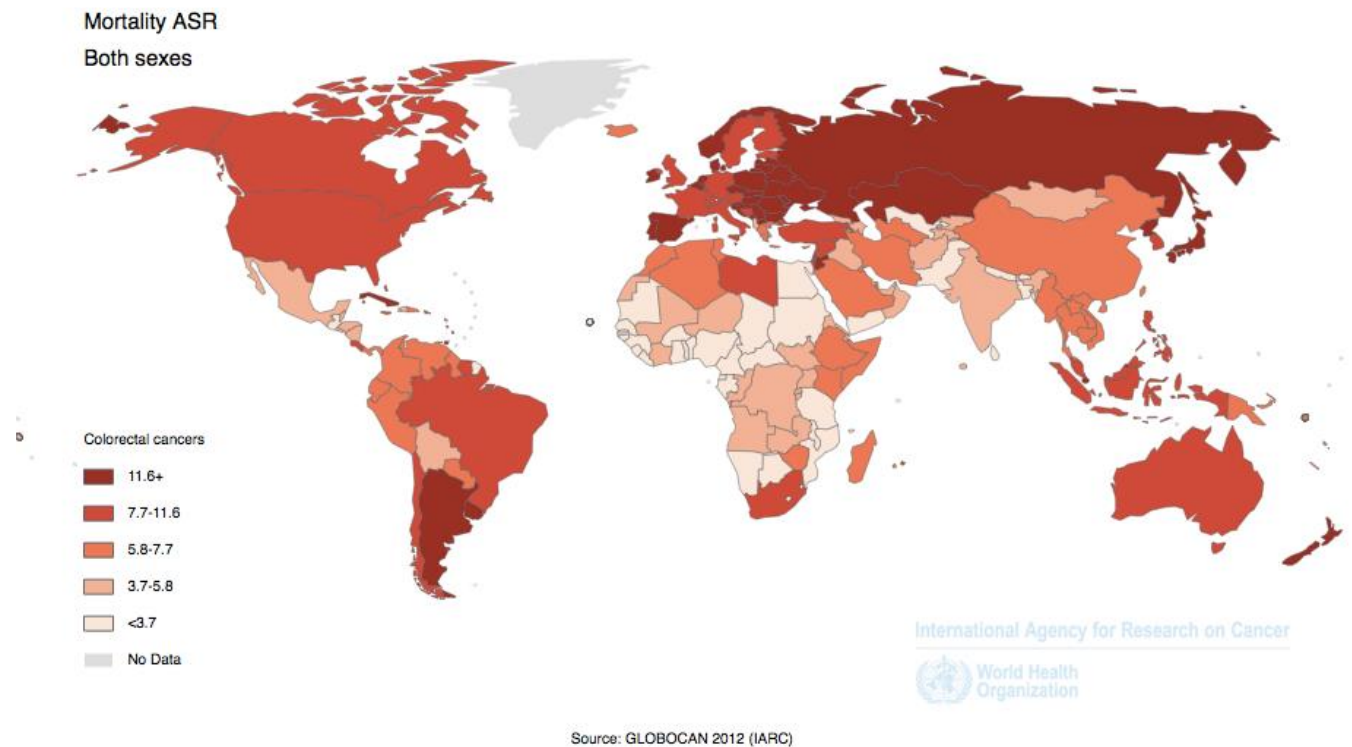 Mortality ASR
Both sexes
Colorectal cancers
11.6+
7.7-11.6
5.8-7.7
3.7-5.8
<3.7
No Data
International Agency for Research on Cancer
World Health
Organization
Source: GLOBOCAN 2012 (IARC)